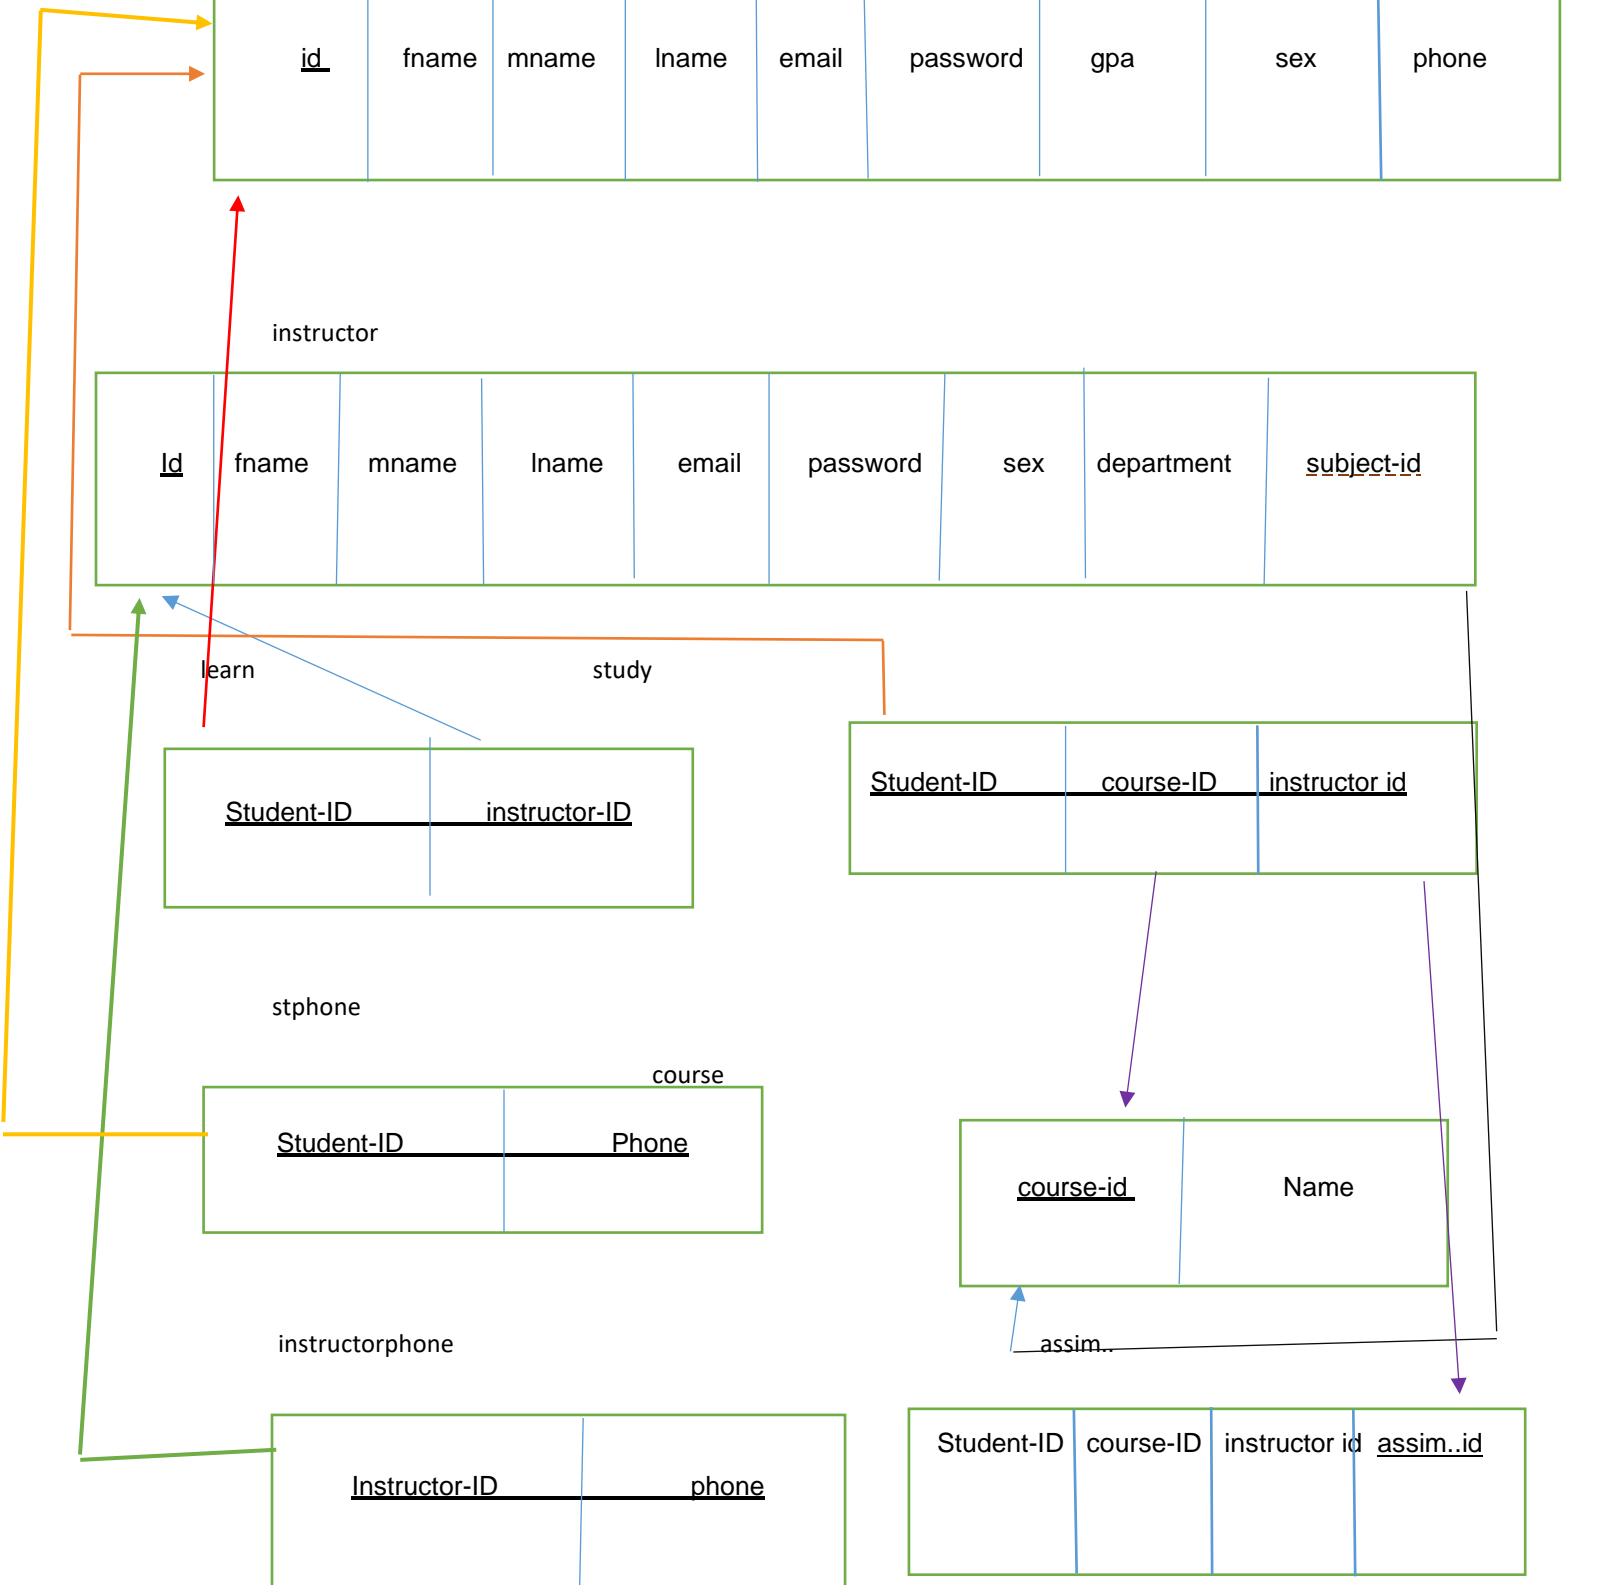 id fname mname lname email password gpa sex phone
instructor
Id fname mname lname email password sex department subject-id
learn study
Student-ID course-ID instructor id
Student-ID instructor-ID
stphone
course
Student-ID Phone
course-id Name
instructorphone assim..
Student-ID course-ID instructor id assim..id
Instructor-ID phone